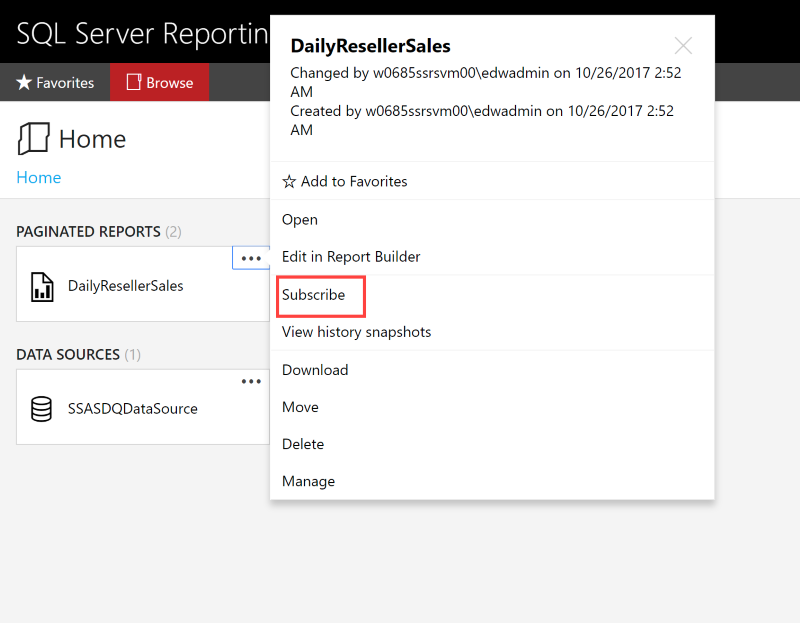 SQL Server Reportin
Favorites
Browse
Home
Home
PAGINATED REPORTS (2)
DailyResellerSales
DATA SOURCES (1)
SSASDQDataSource
DailyResellerSales
Changed by w0685ssrsvm00\edwadmin on 10/26/2017 2:52
AM
Created by w0685ssrsvm00\edwadmin on 10/26/2017 2:52
AM
Add to Favorites
Open
Edit in Report Builder
Subscribe
View history snapshots
Download
Move
Delete
Manage